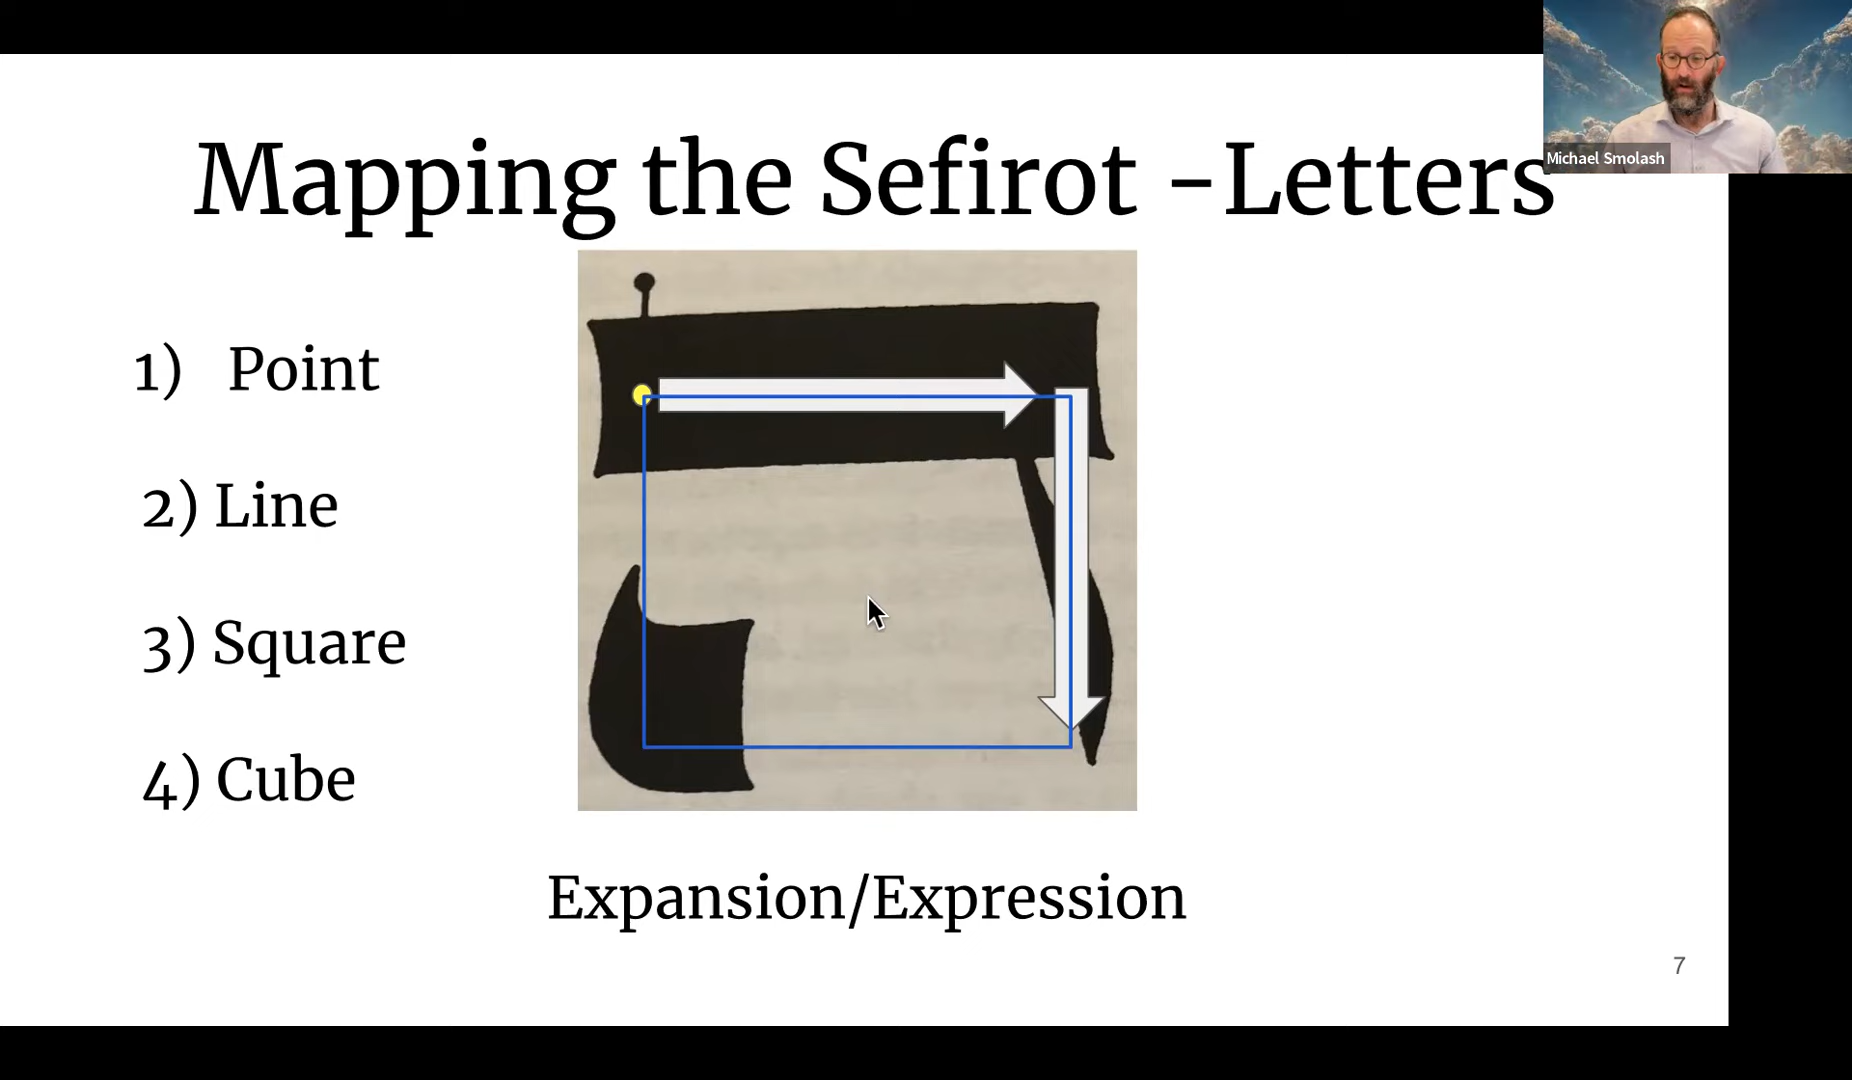 Michael Smolash
Mapping the Sefirot -Letters
1) Point
2) Line
3) Square
4) Cube
ה
Expansion/Expression
7